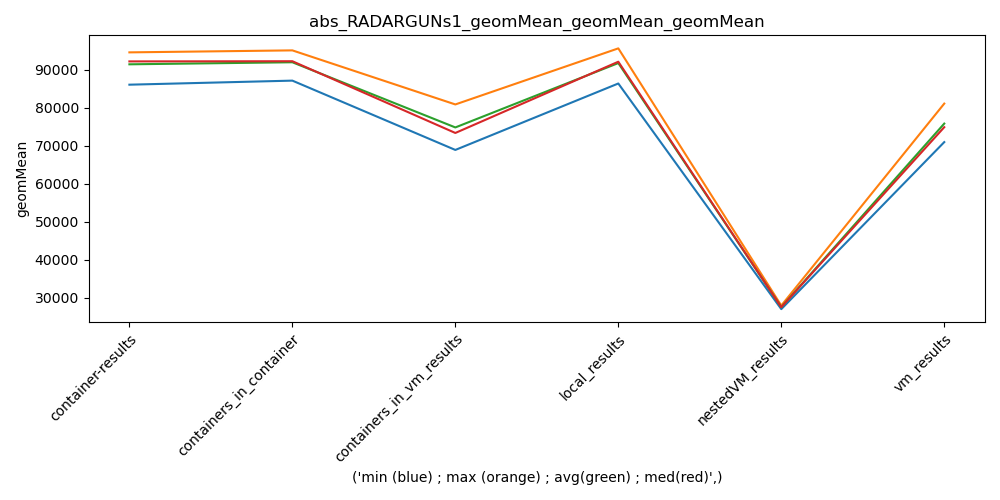 abs_RADARGUNs1_geomMean_geomMean_geomMean
geomMean
90000
80000
70000
60000
50000
40000
30000
container-results
containers_in_container
containers_in_vm_results
local_results
nestedVM_results
vm_results
('min (blue) ; max (orange) ; avg(green) ; med(red)',)